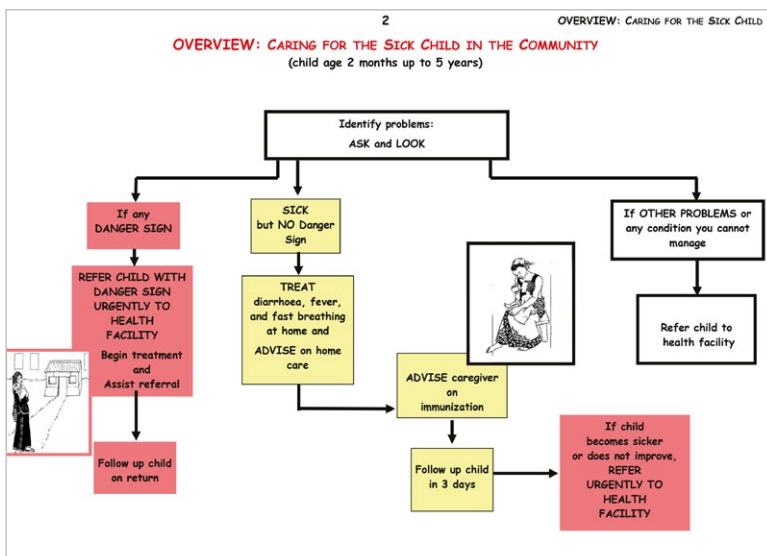 2
OVERVIEW: CARING FOR THE SICK CHILD
OVERVIEW: CARING FOR THE SICK CHILD IN THE COMMUNITY
(child age 2 months up to 5 years)
Identify problems:
ASK and LOOK
If any
DANGER SIGN
REFER CHILD WITH
DANGER SIGN
URGENTLY TO
HEALTH
FACILITY
Begin treatment
and
Assist referral
Follow up child
on return
SICK
but NO Danger
Sign
TREAT
diarrhoea, fever,
and fast breathing
at home and
ADVISE on home
care
ADVISE caregiver
on
immunization
Follow up child
in 3 days
If child
becomes sicker
or does not improve,
REFER
URGENTLY TO
HEALTH
FACILITY
If OTHER PROBLEMS or
any condition you cannot
manage
Refer child to
health facility